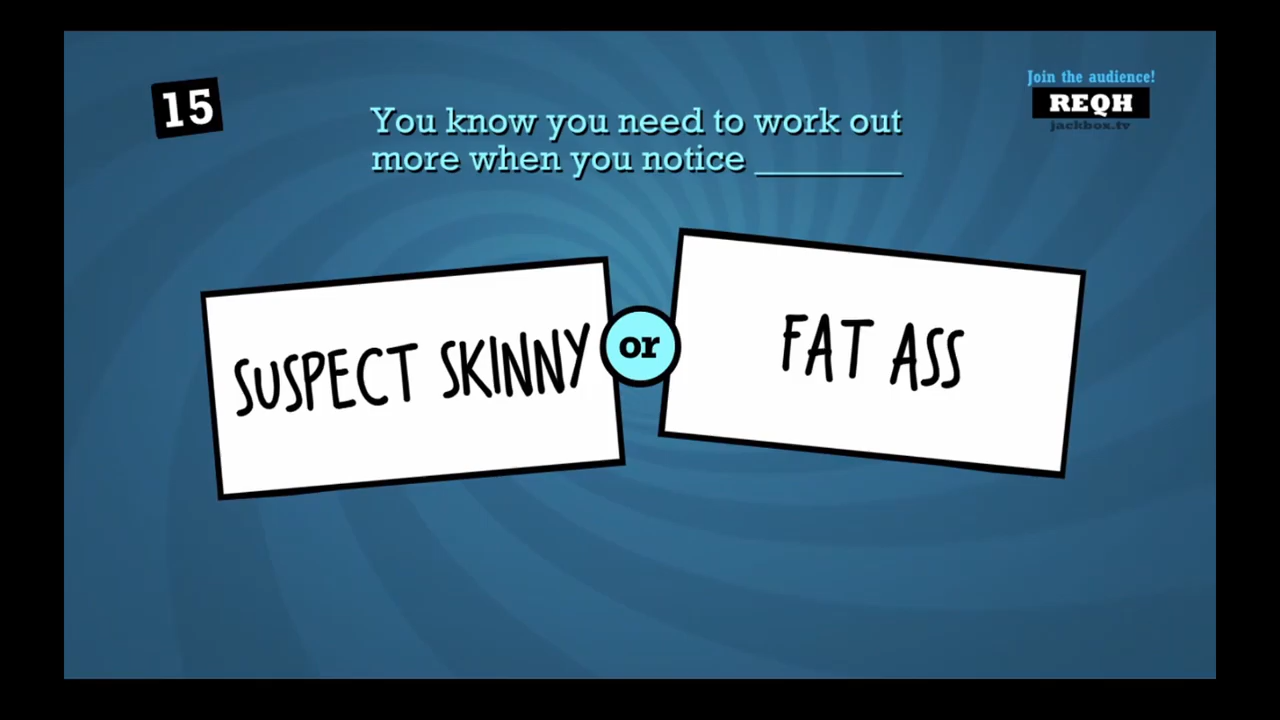 15
Join the audience!
REQH
jackbox.tv
You know you need to work out
more when you notice ________
SUSPECT SKINNY
or
FAT ASS